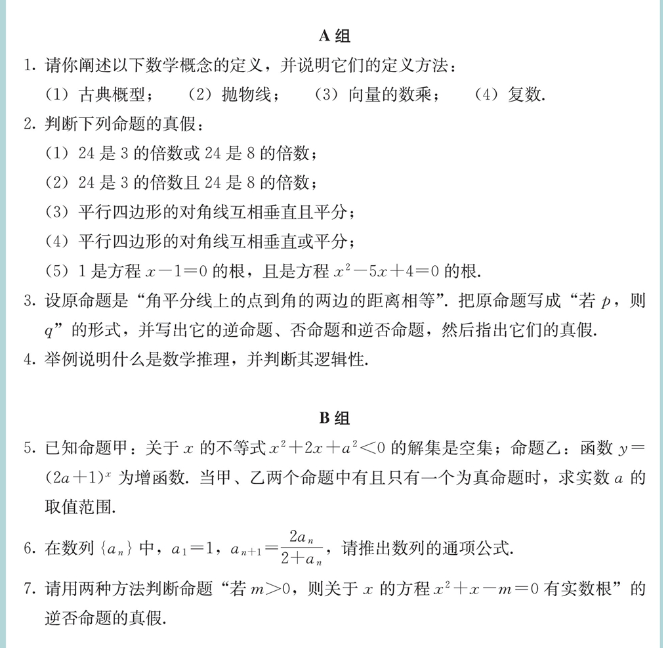 A 组
1. 请你阐述以下数学概念的定义，并说明它们的定义方法：
（1）古典概型； （2）抛物线； （3）向量的数乘； （4）复数.
2. 判断下列命题的真假：
（1）24 是 3 的倍数或 24 是 8 的倍数；
（2）24 是 3 的倍数且 24 是 8 的倍数；
（3）平行四边形的对角线互相垂直且平分；
（4）平行四边形的对角线互相垂直或平分；
（5）1 是方程 x－1＝0 的根，且是方程 x²－5x＋4＝0 的根.
3. 设原命题是“角平分线上的点到角的两边的距离相等”. 把原命题写成“若 p，则
q”的形式，并写出它的逆命题、否命题和逆否命题，然后指出它们的真假.
4. 举例说明什么是数学推理，并判断其逻辑性.
B 组
5. 已知命题甲：关于 x 的不等式 x²＋2x＋a²＜0 的解集是空集；命题乙：函数 y＝
(2a＋1)ˣ 为增函数. 当甲、乙两个命题中有且只有一个为真命题时，求实数 a 的
取值范围.
6. 在数列 {aₙ} 中，a₁＝1，aₙ₊₁＝2aₙ/(2＋aₙ)，请推出数列的通项公式.
7. 请用两种方法判断命题“若 m＞0，则关于 x 的方程 x²＋x－m＝0 有实数根”的
逆否命题的真假.